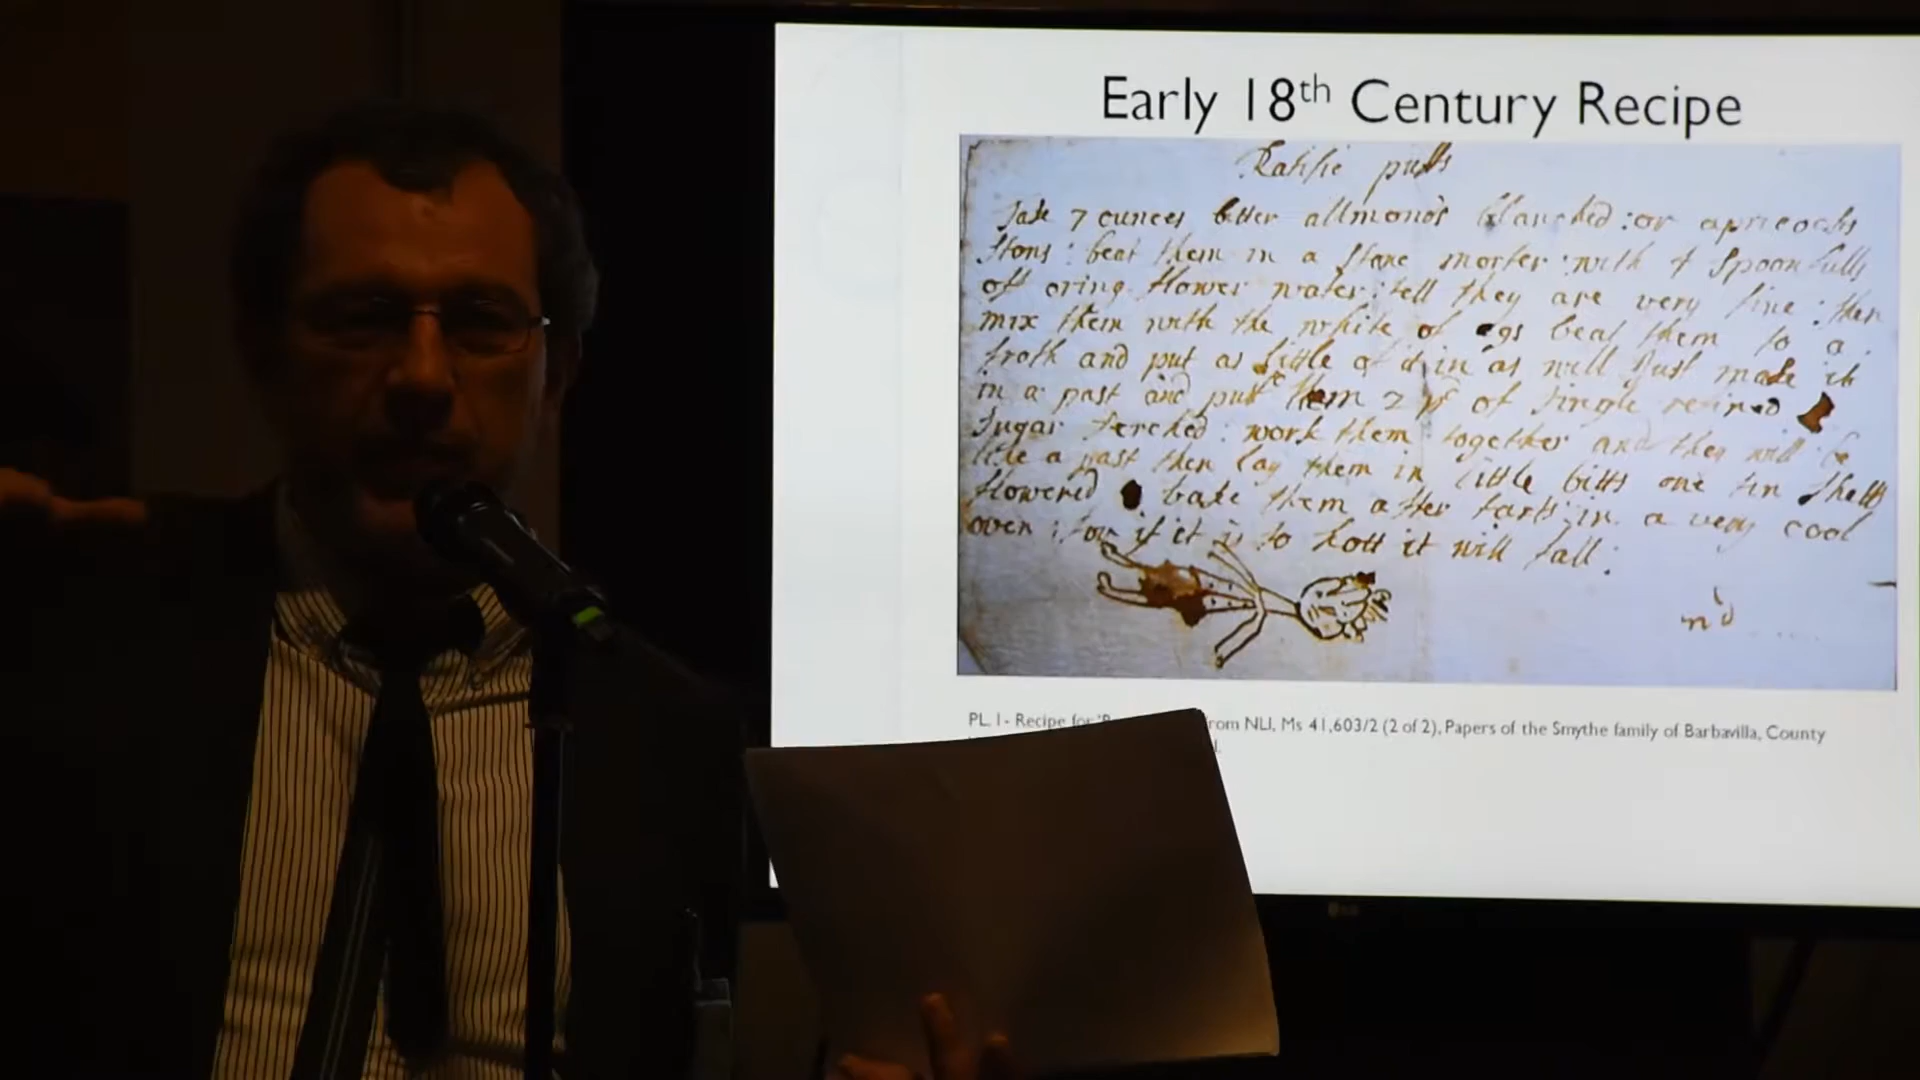 Early 18th Century Recipe
Ratifie puffs
Take 7 ounces bitter allmonds blanched : or apricocks
stons : beat them in a stone morter : with 4 spoonfulls
off oring flower water : tell they are very fine : then
mix them with the white of egs beat them to a
froth and put as little of it in as will Just make it
in a past and put them 2 of single refined
sugar serched : work them together and they will be
like a past then lay them in little bitts one tin
flowered bake them after tarts in a very cool
oven : for if it is to hott it will fall :
PL. 1 - Recipe for from NLI, Ms 41,603/2 (2 of 2), Papers of the Smythe family of Barbavilla, County